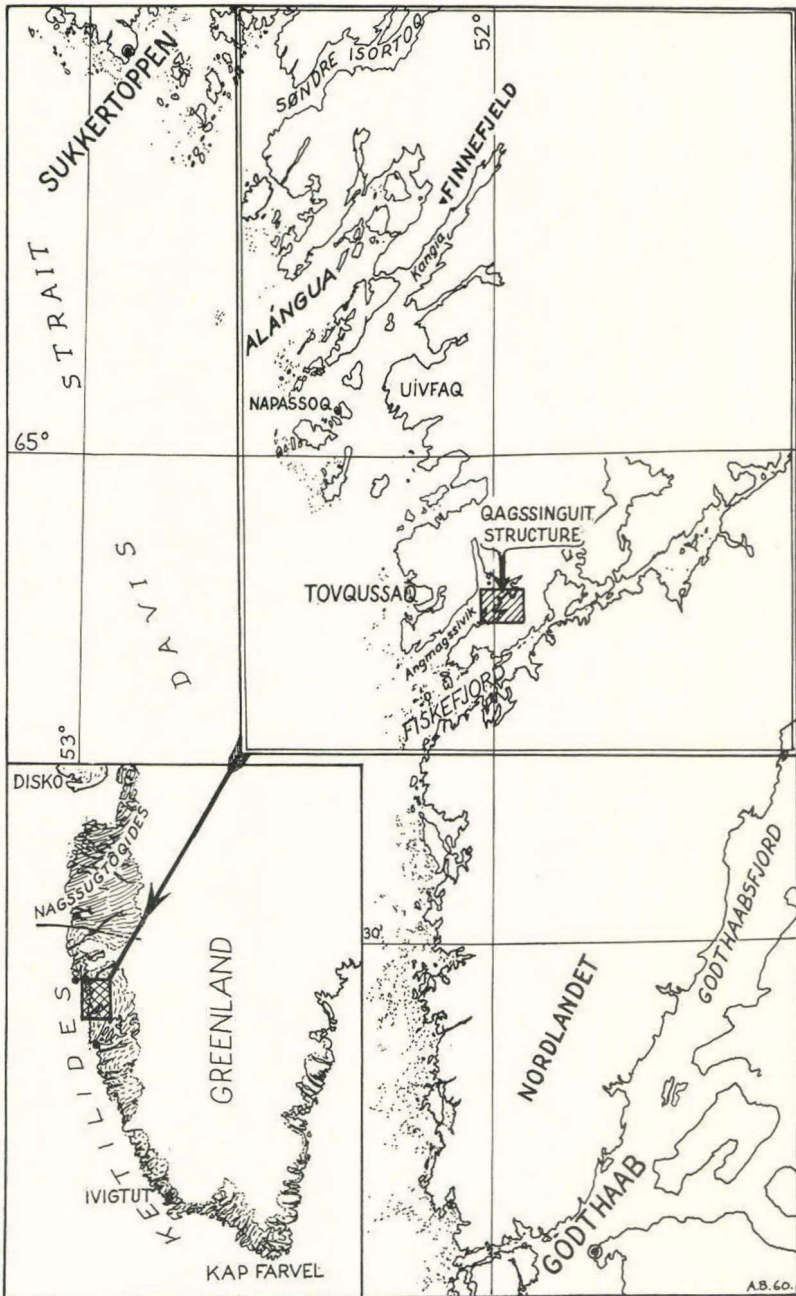 52°
SØNDRE ISORTOQ
SUKKERTOPPEN
FINNEFJELD
Kangia
ALÁNGUA
STRAIT
NAPASSOQ
UÍVFAQ
65°
QAGSSINGUIT
STRUCTURE
DAVIS
TOVQUSSAQ
Angmagssivik
FISKEFJORD
53°
DISKO
NAGSSUGTOQIDES
KETILIDES
GREENLAND
IVIGTUT
KAP FARVEL
30'
GODTHAABSFJORD
NORDLANDET
GODTHAAB
A.B.60.